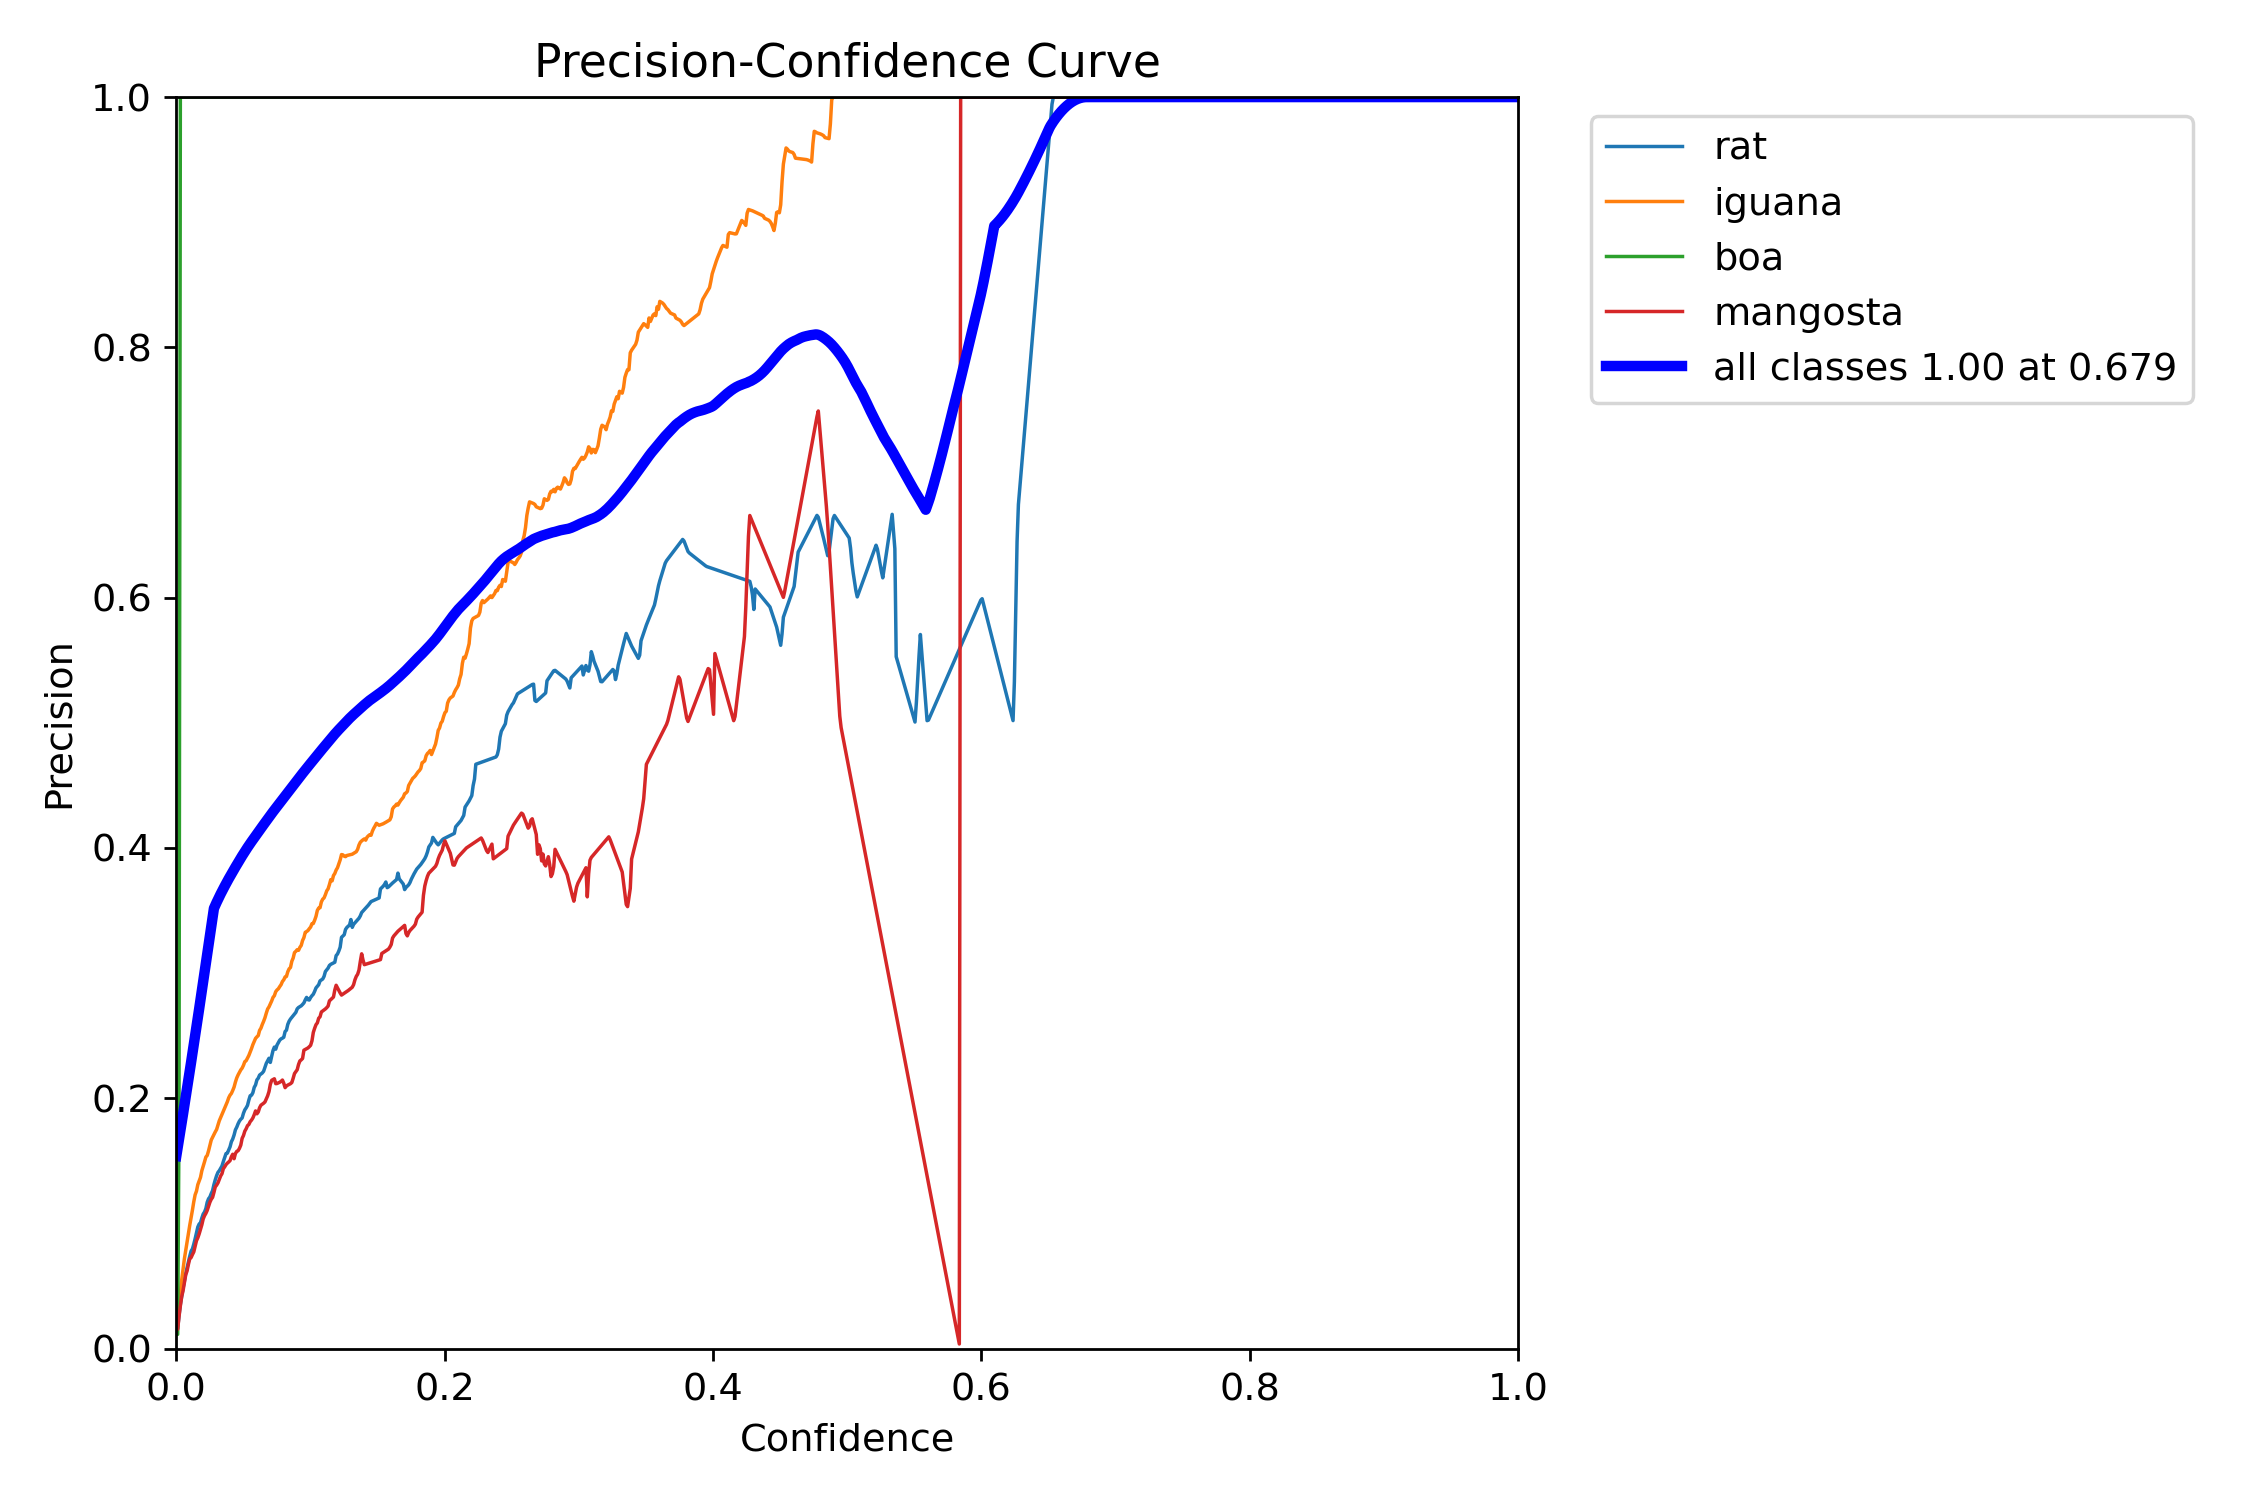 Precision-Confidence Curve
1.0
0.8
0.6
0.4
0.2
0.0
Precision
0.0 0.2 0.4 0.6 0.8 1.0
Confidence
rat
iguana
boa
mangosta
all classes 1.00 at 0.679